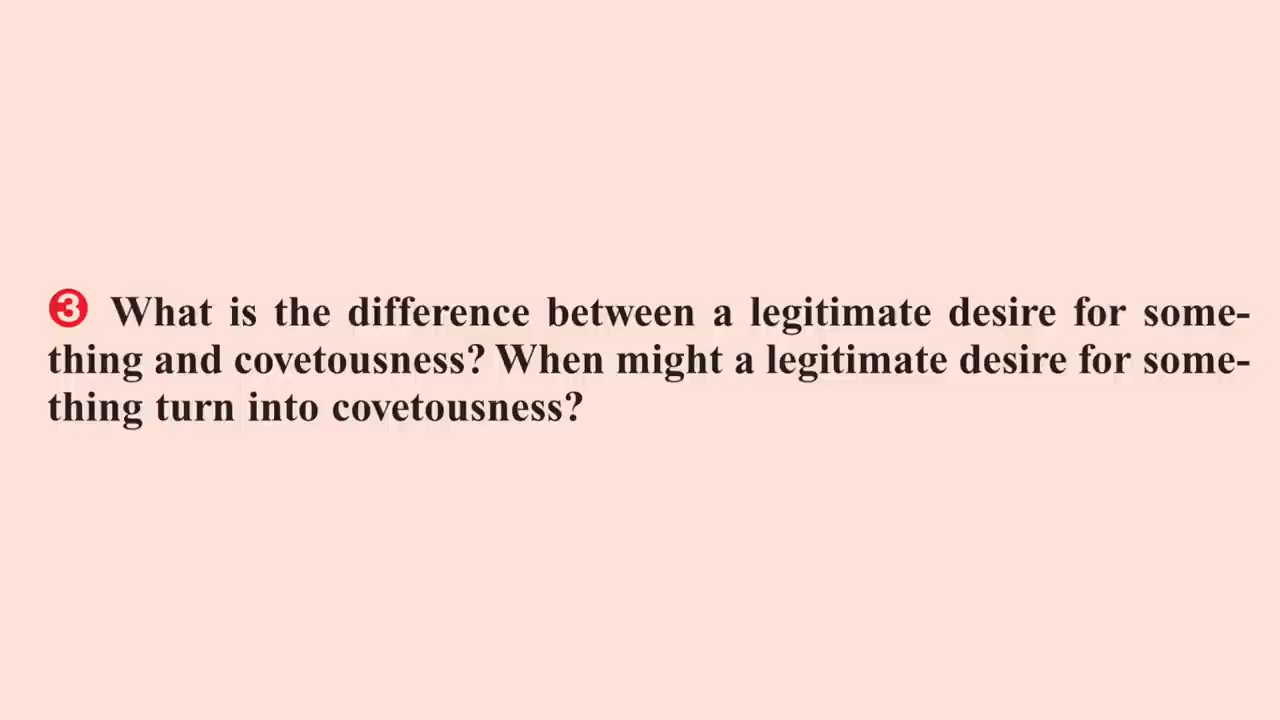 ❸ What is the difference between a legitimate desire for some-
thing and covetousness? When might a legitimate desire for some-
thing turn into covetousness?